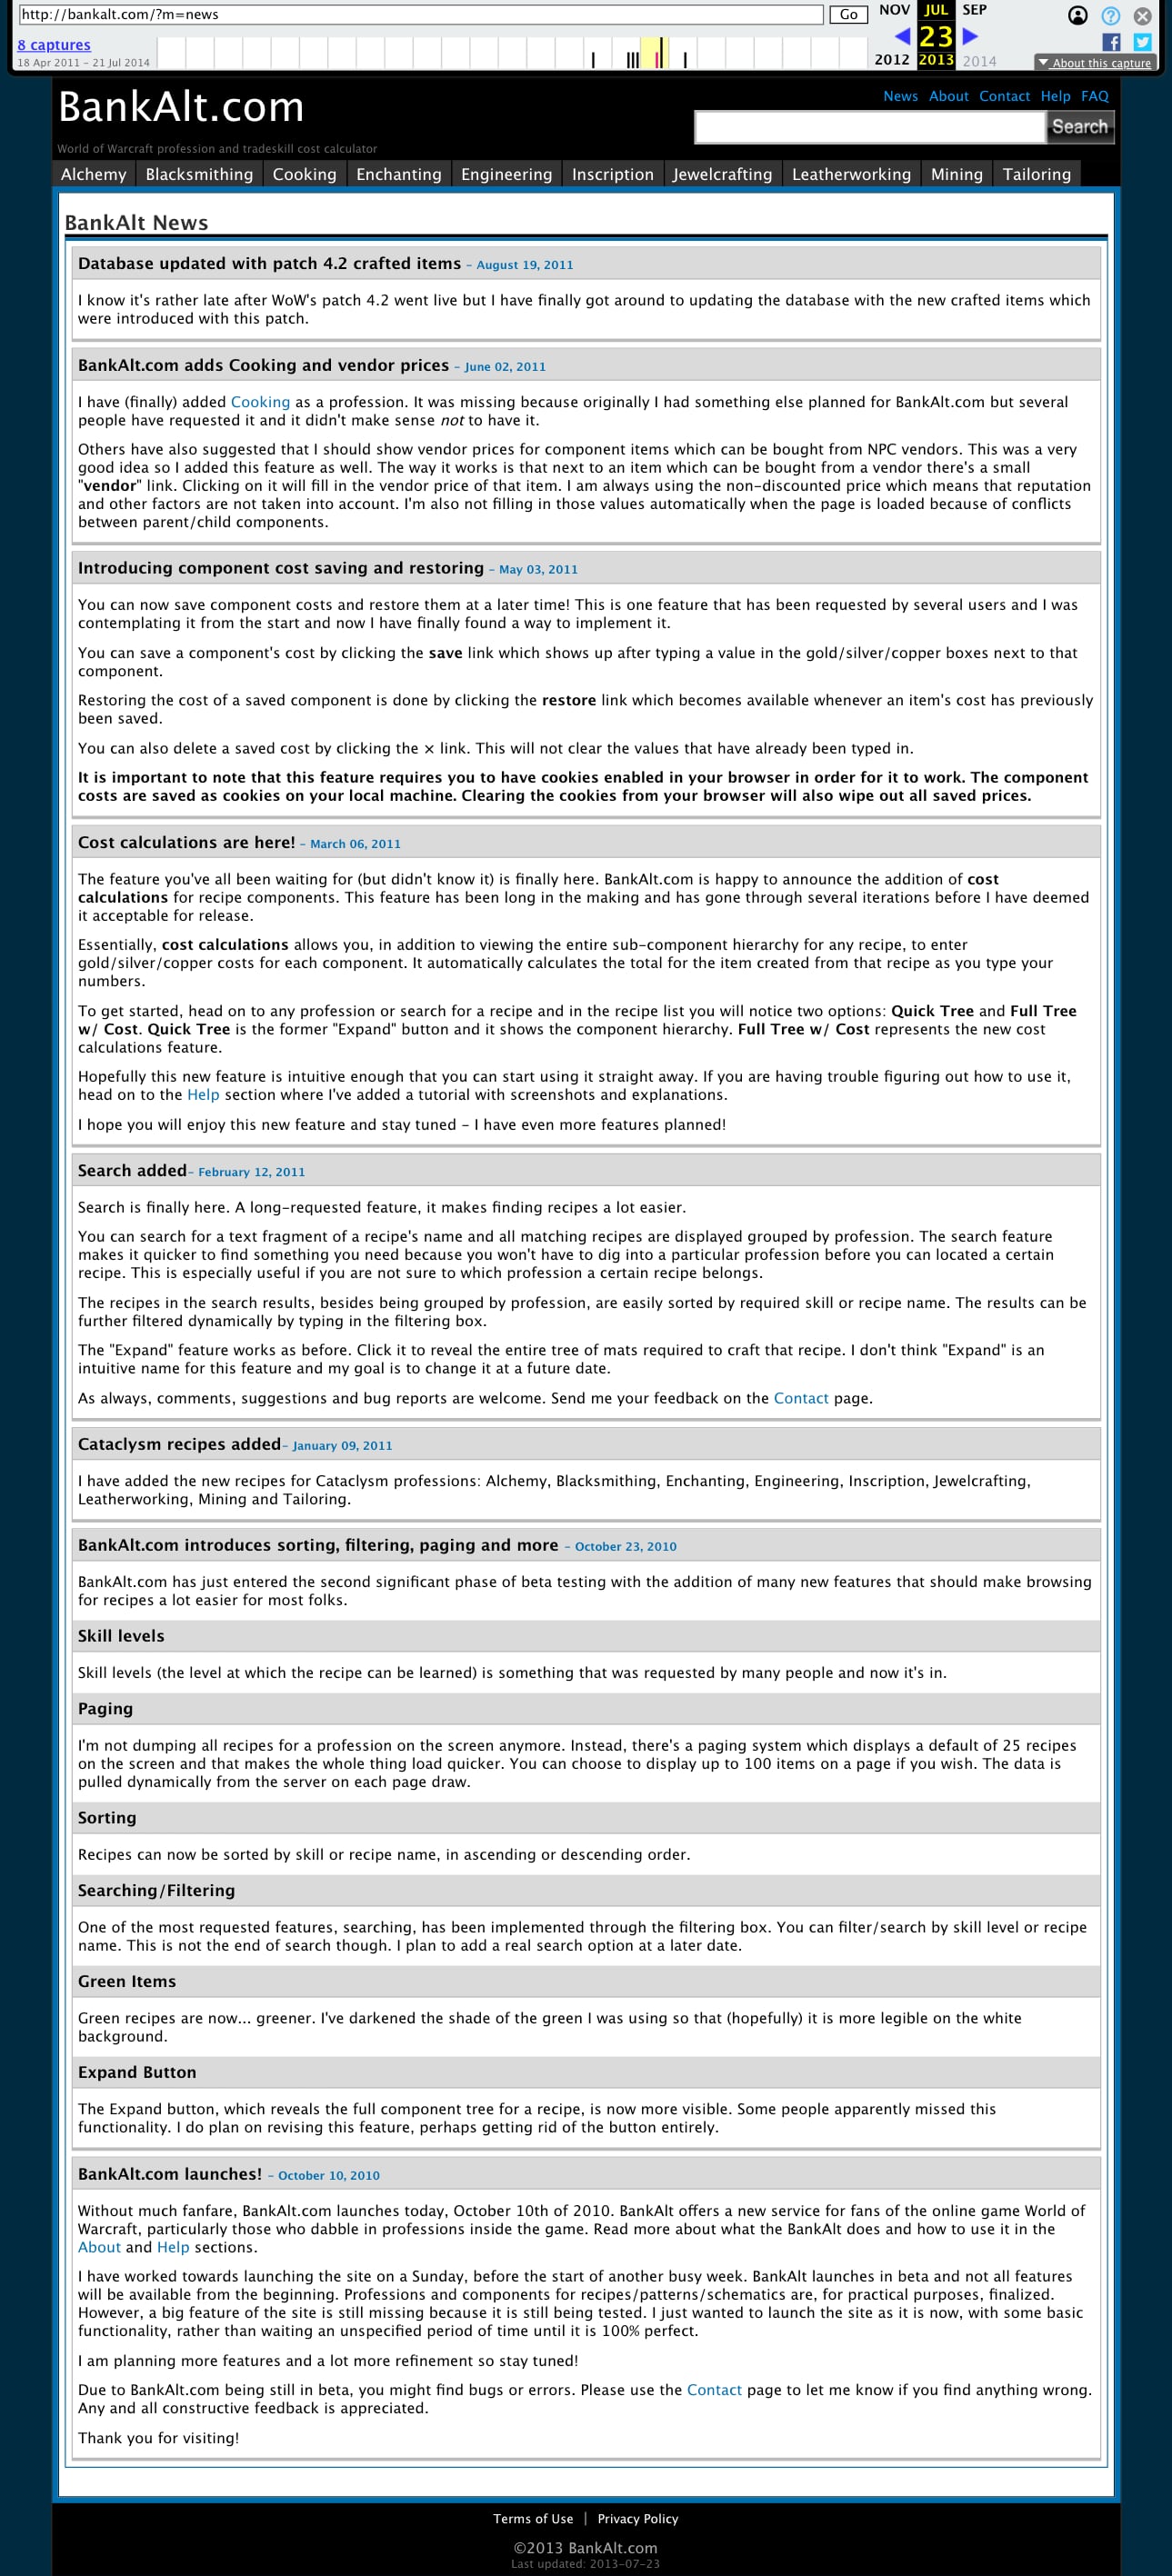 http://bankalt.com/?m=news
Go
NOV JUL SEP
23
2012 2013 2014
8 captures
18 Apr 2011 - 21 Jul 2014
About this capture
BankAlt.com
News About Contact Help FAQ
Search
World of Warcraft profession and tradeskill cost calculator
Alchemy Blacksmithing Cooking Enchanting Engineering Inscription Jewelcrafting Leatherworking Mining Tailoring
BankAlt News
Database updated with patch 4.2 crafted items - August 19, 2011
I know it's rather late after WoW's patch 4.2 went live but I have finally got around to updating the database with the new crafted items which
were introduced with this patch.
BankAlt.com adds Cooking and vendor prices - June 02, 2011
I have (finally) added Cooking as a profession. It was missing because originally I had something else planned for BankAlt.com but several
people have requested it and it didn't make sense not to have it.
Others have also suggested that I should show vendor prices for component items which can be bought from NPC vendors. This was a very
good idea so I added this feature as well. The way it works is that next to an item which can be bought from a vendor there's a small
"vendor" link. Clicking on it will fill in the vendor price of that item. I am always using the non-discounted price which means that reputation
and other factors are not taken into account. I'm also not filling in those values automatically when the page is loaded because of conflicts
between parent/child components.
Introducing component cost saving and restoring - May 03, 2011
You can now save component costs and restore them at a later time! This is one feature that has been requested by several users and I was
contemplating it from the start and now I have finally found a way to implement it.
You can save a component's cost by clicking the save link which shows up after typing a value in the gold/silver/copper boxes next to that
component.
Restoring the cost of a saved component is done by clicking the restore link which becomes available whenever an item's cost has previously
been saved.
You can also delete a saved cost by clicking the × link. This will not clear the values that have already been typed in.
It is important to note that this feature requires you to have cookies enabled in your browser in order for it to work. The component
costs are saved as cookies on your local machine. Clearing the cookies from your browser will also wipe out all saved prices.
Cost calculations are here! - March 06, 2011
The feature you've all been waiting for (but didn't know it) is finally here. BankAlt.com is happy to announce the addition of cost
calculations for recipe components. This feature has been long in the making and has gone through several iterations before I have deemed
it acceptable for release.
Essentially, cost calculations allows you, in addition to viewing the entire sub-component hierarchy for any recipe, to enter
gold/silver/copper costs for each component. It automatically calculates the total for the item created from that recipe as you type your
numbers.
To get started, head on to any profession or search for a recipe and in the recipe list you will notice two options: Quick Tree and Full Tree
w/ Cost. Quick Tree is the former "Expand" button and it shows the component hierarchy. Full Tree w/ Cost represents the new cost
calculations feature.
Hopefully this new feature is intuitive enough that you can start using it straight away. If you are having trouble figuring out how to use it,
head on to the Help section where I've added a tutorial with screenshots and explanations.
I hope you will enjoy this new feature and stay tuned - I have even more features planned!
Search added- February 12, 2011
Search is finally here. A long-requested feature, it makes finding recipes a lot easier.
You can search for a text fragment of a recipe's name and all matching recipes are displayed grouped by profession. The search feature
makes it quicker to find something you need because you won't have to dig into a particular profession before you can located a certain
recipe. This is especially useful if you are not sure to which profession a certain recipe belongs.
The recipes in the search results, besides being grouped by profession, are easily sorted by required skill or recipe name. The results can be
further filtered dynamically by typing in the filtering box.
The "Expand" feature works as before. Click it to reveal the entire tree of mats required to craft that recipe. I don't think "Expand" is an
intuitive name for this feature and my goal is to change it at a future date.
As always, comments, suggestions and bug reports are welcome. Send me your feedback on the Contact page.
Cataclysm recipes added- January 09, 2011
I have added the new recipes for Cataclysm professions: Alchemy, Blacksmithing, Enchanting, Engineering, Inscription, Jewelcrafting,
Leatherworking, Mining and Tailoring.
BankAlt.com introduces sorting, filtering, paging and more - October 23, 2010
BankAlt.com has just entered the second significant phase of beta testing with the addition of many new features that should make browsing
for recipes a lot easier for most folks.
Skill levels
Skill levels (the level at which the recipe can be learned) is something that was requested by many people and now it's in.
Paging
I'm not dumping all recipes for a profession on the screen anymore. Instead, there's a paging system which displays a default of 25 recipes
on the screen and that makes the whole thing load quicker. You can choose to display up to 100 items on a page if you wish. The data is
pulled dynamically from the server on each page draw.
Sorting
Recipes can now be sorted by skill or recipe name, in ascending or descending order.
Searching/Filtering
One of the most requested features, searching, has been implemented through the filtering box. You can filter/search by skill level or recipe
name. This is not the end of search though. I plan to add a real search option at a later date.
Green Items
Green recipes are now... greener. I've darkened the shade of the green I was using so that (hopefully) it is more legible on the white
background.
Expand Button
The Expand button, which reveals the full component tree for a recipe, is now more visible. Some people apparently missed this
functionality. I do plan on revising this feature, perhaps getting rid of the button entirely.
BankAlt.com launches! - October 10, 2010
Without much fanfare, BankAlt.com launches today, October 10th of 2010. BankAlt offers a new service for fans of the online game World of
Warcraft, particularly those who dabble in professions inside the game. Read more about what the BankAlt does and how to use it in the
About and Help sections.
I have worked towards launching the site on a Sunday, before the start of another busy week. BankAlt launches in beta and not all features
will be available from the beginning. Professions and components for recipes/patterns/schematics are, for practical purposes, finalized.
However, a big feature of the site is still missing because it is still being tested. I just wanted to launch the site as it is now, with some basic
functionality, rather than waiting an unspecified period of time until it is 100% perfect.
I am planning more features and a lot more refinement so stay tuned!
Due to BankAlt.com being still in beta, you might find bugs or errors. Please use the Contact page to let me know if you find anything wrong.
Any and all constructive feedback is appreciated.
Thank you for visiting!
Terms of Use | Privacy Policy
©2013 BankAlt.com
Last updated: 2013-07-23